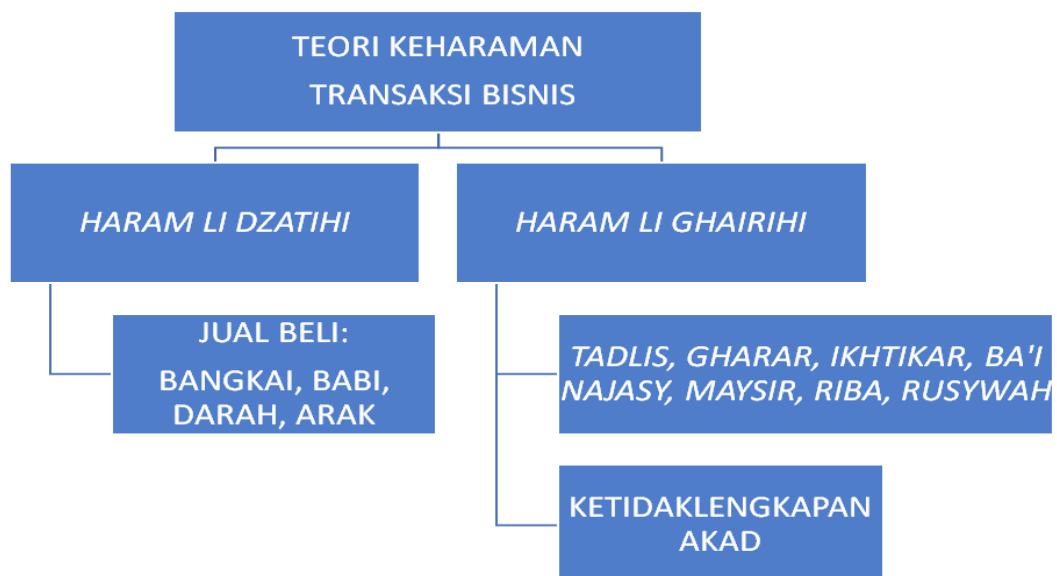 TEORI KEHARAMAN
TRANSAKSI BISNIS
HARAM LI DZATIHI
HARAM LI GHAIRIHI
JUAL BELI:
BANGKAI, BABI,
DARAH, ARAK
TADLIS, GHARAR, IKHTIKAR, BA'I
NAJASY, MAYSIR, RIBA, RUSYWAH
KETIDAKLENGKAPAN
AKAD